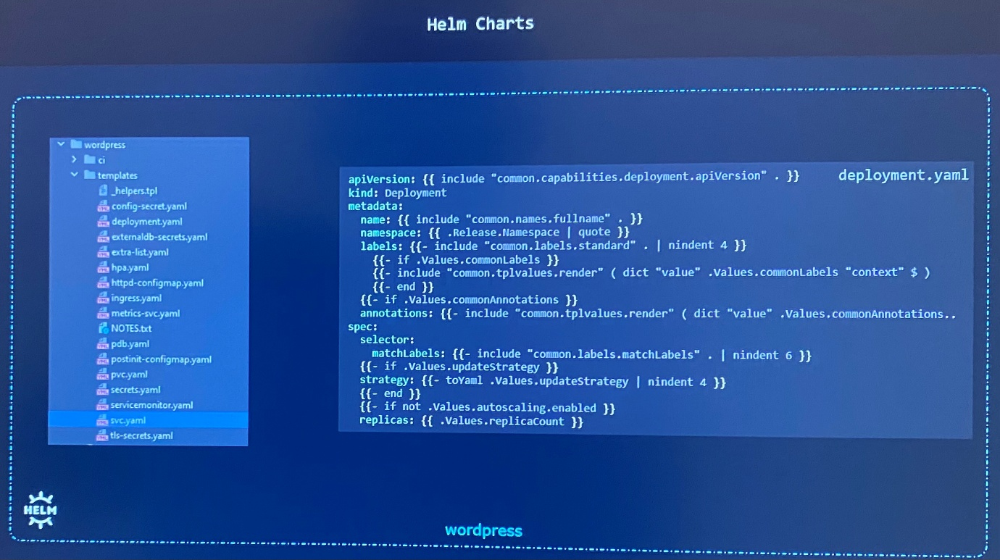 Helm Charts
wordpress
ci
templates
_helpers.tpl
config-secret.yaml
deployment.yaml
externaldb-secrets.yaml
extra-list.yaml
hpa.yaml
httpd-configmap.yaml
ingress.yaml
metrics-svc.yaml
NOTES.txt
pdb.yaml
postinit-configmap.yaml
pvc.yaml
secrets.yaml
servicemonitor.yaml
svc.yaml
tls-secrets.yaml
deployment.yaml
apiVersion: {{ include "common.capabilities.deployment.apiVersion" . }}
kind: Deployment
metadata:
  name: {{ include "common.names.fullname" . }}
  namespace: {{ .Release.Namespace | quote }}
  labels: {{- include "common.labels.standard" . | nindent 4 }}
    {{- if .Values.commonLabels }}
    {{- include "common.tplvalues.render" ( dict "value" .Values.commonLabels "context" $ )
    {{- end }}
  {{- if .Values.commonAnnotations }}
  annotations: {{- include "common.tplvalues.render" ( dict "value" .Values.commonAnnotations..
spec:
  selector:
    matchLabels: {{- include "common.labels.matchLabels" . | nindent 6 }}
  {{- if .Values.updateStrategy }}
  strategy: {{- toYaml .Values.updateStrategy | nindent 4 }}
  {{- end }}
  {{- if not .Values.autoscaling.enabled }}
  replicas: {{ .Values.replicaCount }}
HELM
wordpress